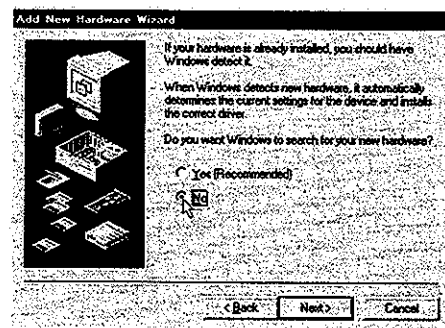 Add New Hardware Wizard
If your hardware is already installed, you should have
Windows detect it.
When Windows detects new hardware, it automatically
determines the current settings for the device and installs
the correct driver.
Do you want Windows to search for your new hardware?
Yes (Recommended)
No
< Back
Next >
Cancel